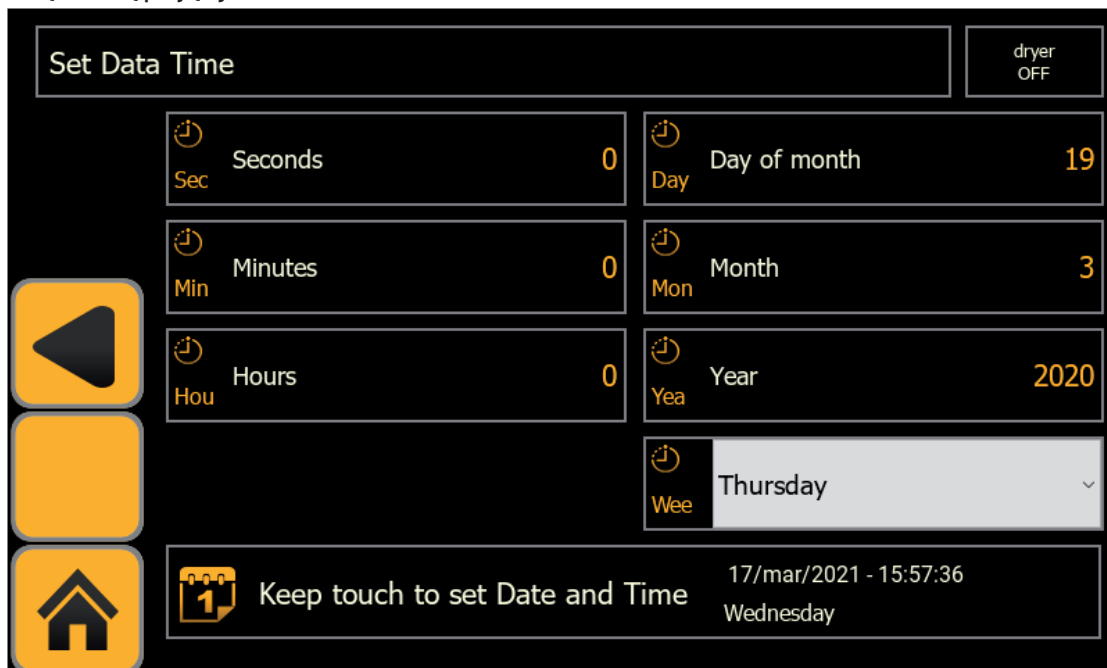 Set Data Time
dryer
OFF
Sec
Seconds
0
Day
Day of month
19
Min
Minutes
0
Mon
Month
3
Hou
Hours
0
Yea
Year
2020
Wee
Thursday
1
Keep touch to set Date and Time
17/mar/2021 - 15:57:36
Wednesday